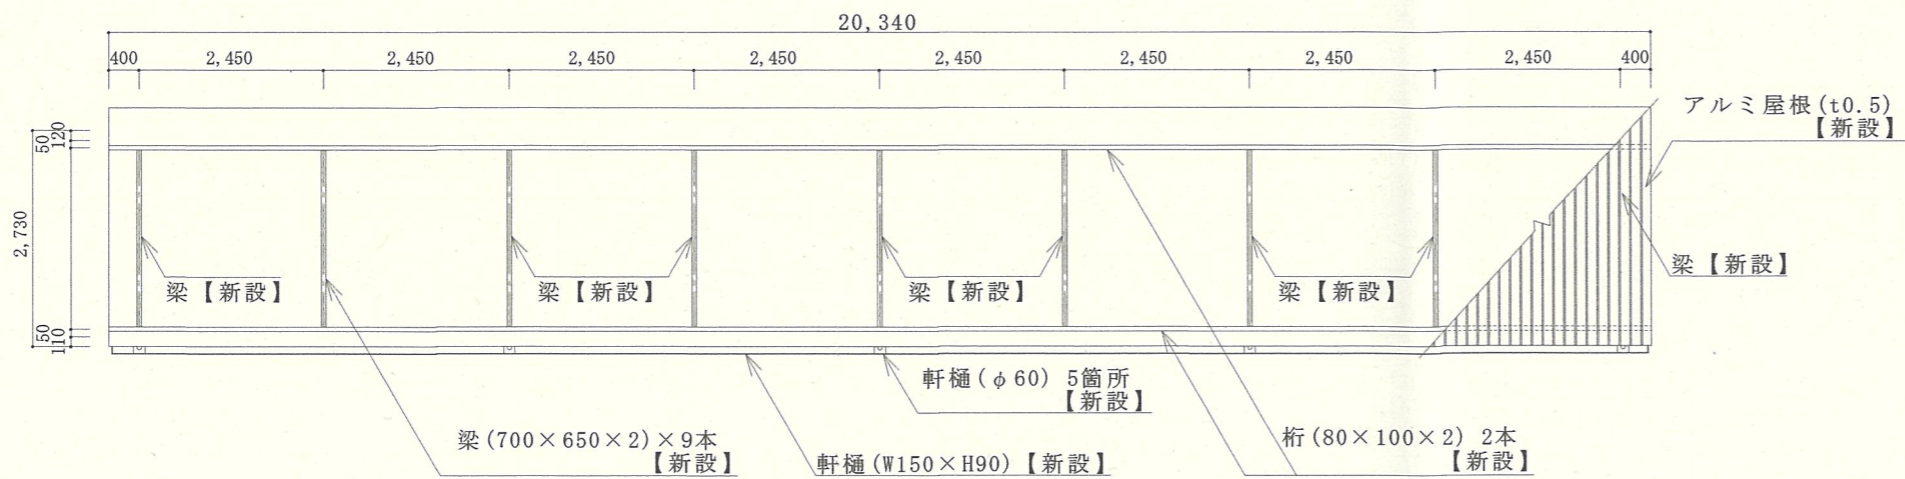 20,340
400 2,450 2,450 2,450 2,450 2,450 2,450 2,450 2,450 400
アルミ屋根(t0.5)
【新設】
50 120
2,730
50 110
梁【新設】
梁【新設】
梁【新設】
梁【新設】
梁【新設】
軒樋(φ60) 5箇所
【新設】
梁(700×650×2)×9本
【新設】
軒樋(W150×H90)【新設】
桁(80×100×2) 2本
【新設】